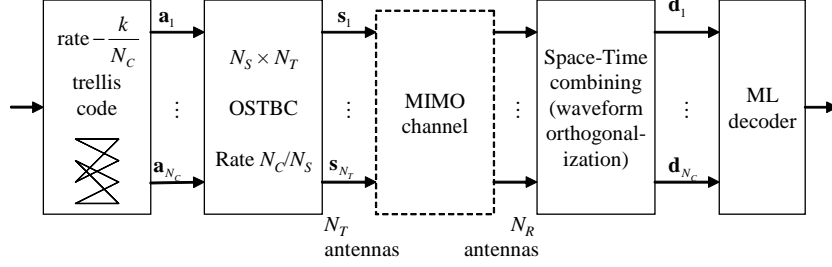 rate − k/N_C
trellis
code
a_1
⋮
a_{N_C}
N_S × N_T
OSTBC
Rate N_C/N_S
s_1
⋮
s_{N_T}
N_T
antennas
MIMO
channel
⋮
N_R
antennas
Space-Time
combining
(waveform
orthogonal-
ization)
d_1
⋮
d_{N_C}
ML
decoder